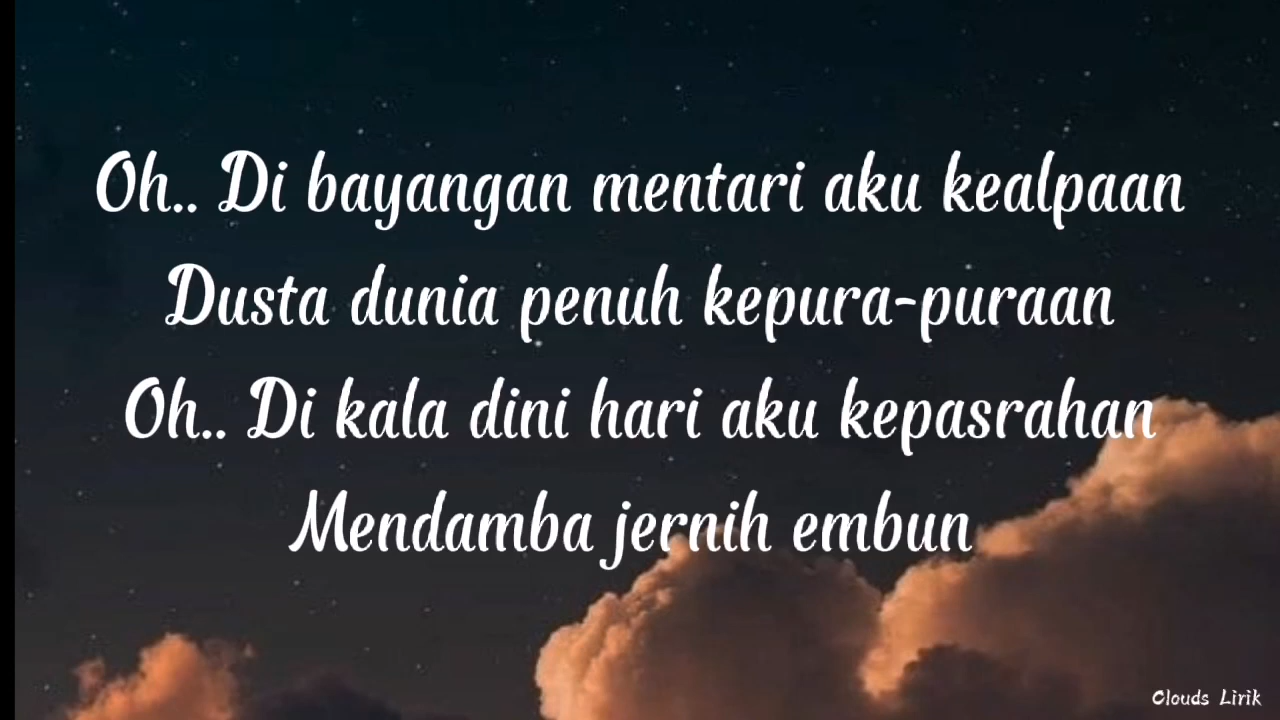 Oh.. Di bayangan mentari aku kealpaan
Dusta dunia penuh kepura-puraan
Oh.. Di kala dini hari aku kepasrahan
Mendamba jernih embun
Clouds Lirik